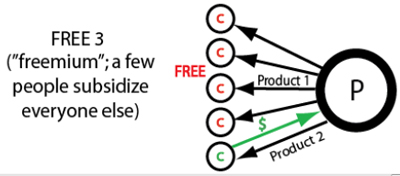 FREE 3
("freemium"; a few
people subsidize
everyone else)
FREE
C
C
C
C
C
Product 1
$
Product 2
P